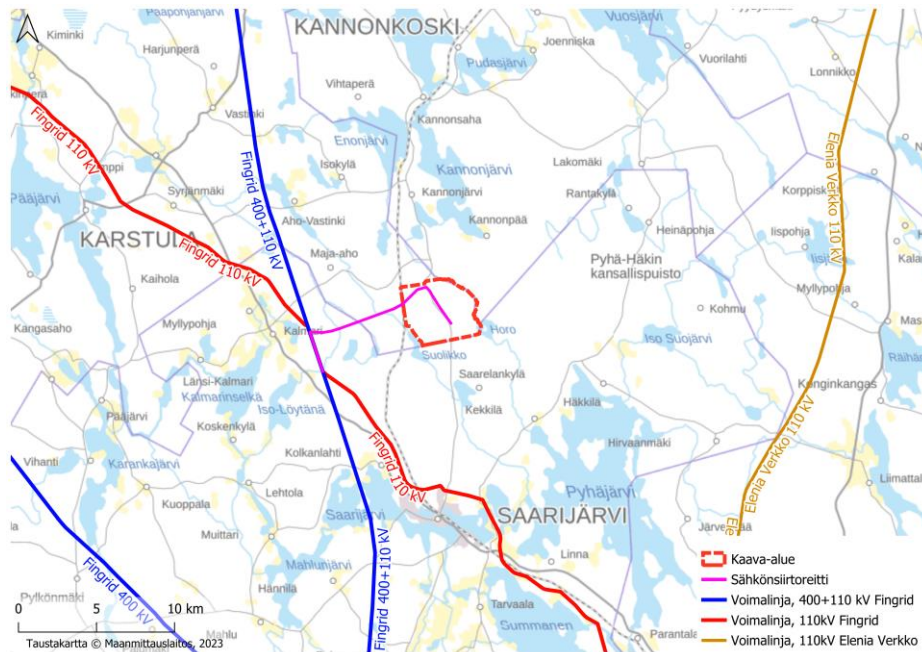 Kiminki
Pääpohjanjärvi
KANNONKOSKI
Vuosjärvi
Joenniska
Harjunperä
Pudasjärvi
Vuorilahti
Lonnikko
Vihtaperä
Vastinki
Kannonsaha
Fingrid 110 kV
Fingrid 400+110 kV
Enonjärvi
Isokylä
Kannonjärvi
Lakomäki
Elenia Verkko 110 kV
Pääjärvi
Syrjänmäki
Kannonjärvi
Rantakylä
Korppisk
Aho-Vastinki
Kannonpää
Heinäpohja
Iispohja
KARSTULA
Fingrid 110 kV
Maja-aho
Pyhä-Häkin
kansallispuisto
Kaihola
Myllypohja
Kohmu
Myllypohja
Kangasaho
Kalmari
Horo
Iso Suojärvi
Suolikko
Länsi-Kalmari
Saarelankylä
Konginkangas
Kalmarinselkä
Iso-Löytänä
Kekkilä
Häkkilä
Pääjärvi
Koskenkylä
Hirvaanmäki
Elenia Verkko 110 kV
Kolkanlahti
Fingrid 110 kV
Vihanti
Karankajärvi
Liimattal
Kuoppala
Lehtola
Pyhäjärvi
Saarijärvi
SAARIJÄRVI
Muittari
Fingrid 400+110 kV
Linna
Mahlunjärvi
Hännilä
Fingrid 400 kV
Pylkönmäki
Tarvaala
Summanen
Mahlu
Parantala
0 5 10 km
Taustakartta © Maanmittauslaitos, 2023
Kaava-alue
Sähkönsiirtoreitti
Voimalinja, 400+110 kV Fingrid
Voimalinja, 110kV Fingrid
Voimalinja, 110kV Elenia Verkko